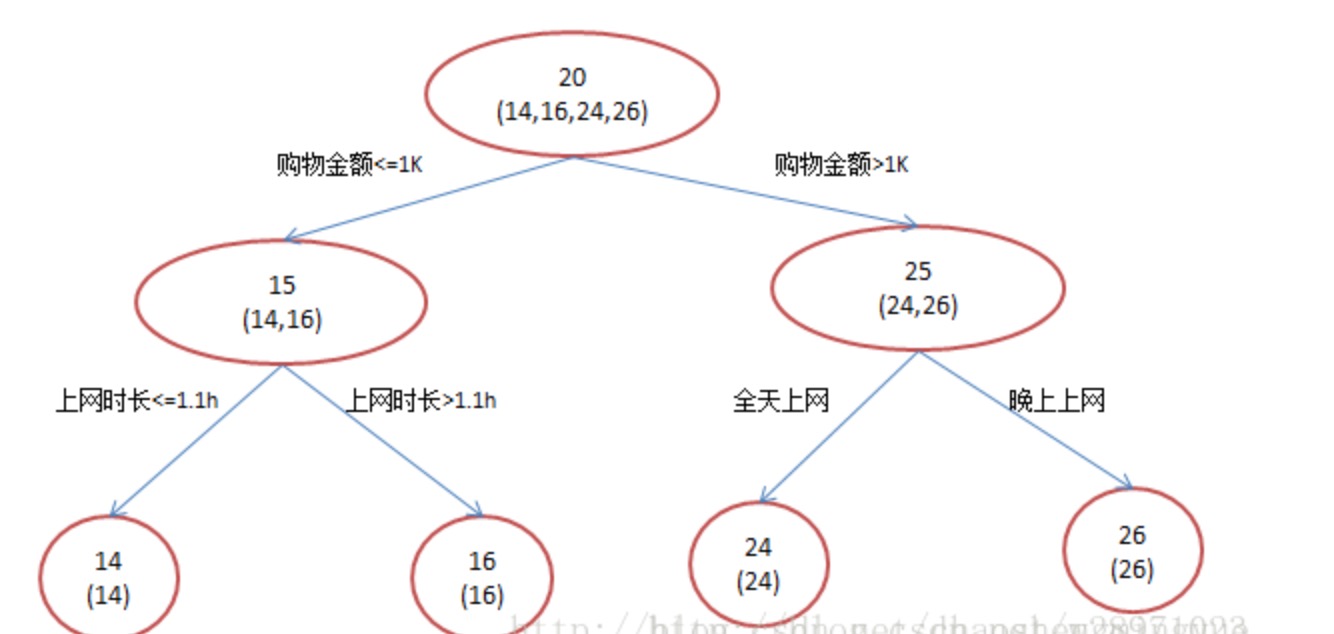 20
(14,16,24,26)
购物金额<=1K
购物金额>1K
15
(14,16)
25
(24,26)
上网时长<=1.1h
上网时长>1.1h
全天上网
晚上上网
14
(14)
16
(16)
24
(24)
26
(26)